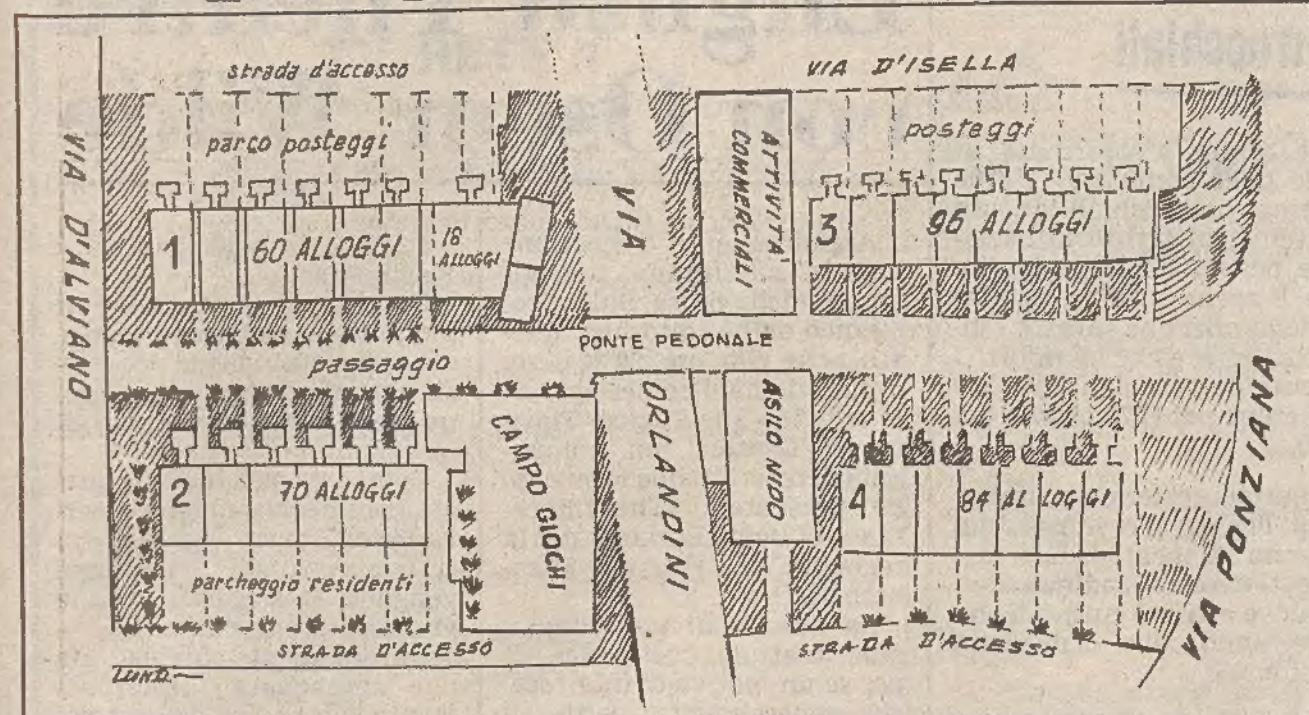 strada d'accesso
VIA D'ISELLA
parco posteggi
posteggi
VIA D'ALVIANO
VIA
ATTIVITÀ
COMMERCIALI
1
60 ALLOGGI
18
ALLOGGI
3
96 ALLOGGI
PONTE PEDONALE
passaggio
CAMPO GIOCHI
ORLANDINI
ASILO NIDO
VIA PONZIANA
2
70 ALLOGGI
4
84 ALLOGGI
parcheggio residenti
STRADA D'ACCESSO
STRADA D'ACCESSO